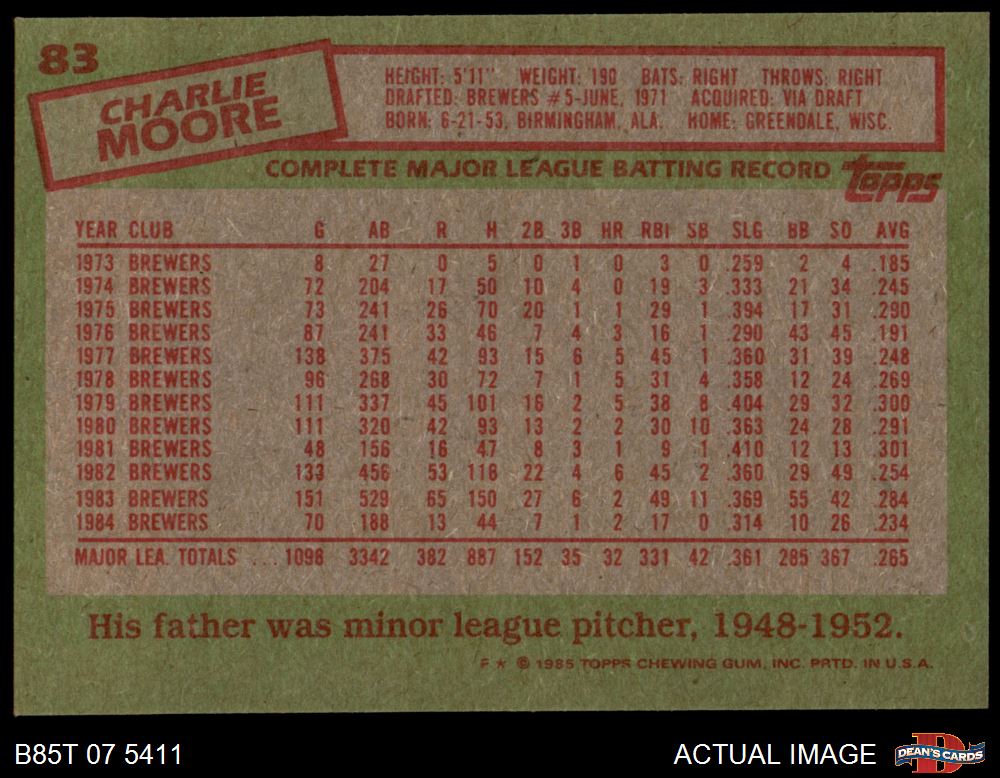 83
CHARLIE
MOORE
HEIGHT: 5'11" WEIGHT: 190 BATS: RIGHT THROWS: RIGHT
DRAFTED: BREWERS #5-JUNE, 1971 ACQUIRED: VIA DRAFT
BORN: 6-21-53, BIRMINGHAM, ALA. HOME: GREENDALE, WISC.
COMPLETE MAJOR LEAGUE BATTING RECORD
topps
YEAR CLUB G AB R H 2B 3B HR RBI SB SLG BB SO AVG
1973 BREWERS 8 27 0 5 0 1 0 3 0 .259 2 4 .185
1974 BREWERS 72 204 17 50 10 4 0 19 3 .333 21 34 .245
1975 BREWERS 73 241 26 70 20 1 1 29 1 .394 17 31 .290
1976 BREWERS 87 241 33 46 7 4 3 16 1 .290 43 45 .191
1977 BREWERS 138 375 42 93 15 6 5 45 1 .360 31 39 .248
1978 BREWERS 96 268 30 72 7 1 5 31 4 .358 12 24 .269
1979 BREWERS 111 337 45 101 16 2 5 38 8 .404 29 32 .300
1980 BREWERS 111 320 42 93 13 2 2 30 10 .363 24 28 .291
1981 BREWERS 48 156 16 47 8 3 1 9 1 .410 12 13 .301
1982 BREWERS 133 456 53 116 22 4 6 45 2 .360 29 49 .254
1983 BREWERS 151 529 65 150 27 6 2 49 11 .369 55 42 .284
1984 BREWERS 70 188 13 44 7 1 2 17 0 .314 10 26 .234
MAJOR LEA. TOTALS ... 1098 3342 382 887 152 35 32 331 42 .361 285 367 .265
His father was minor league pitcher, 1948-1952.
F * © 1985 TOPPS CHEWING GUM, INC. PRTD. IN U.S.A.
B85T 07 5411
ACTUAL IMAGE
D
DEAN'S CARDS